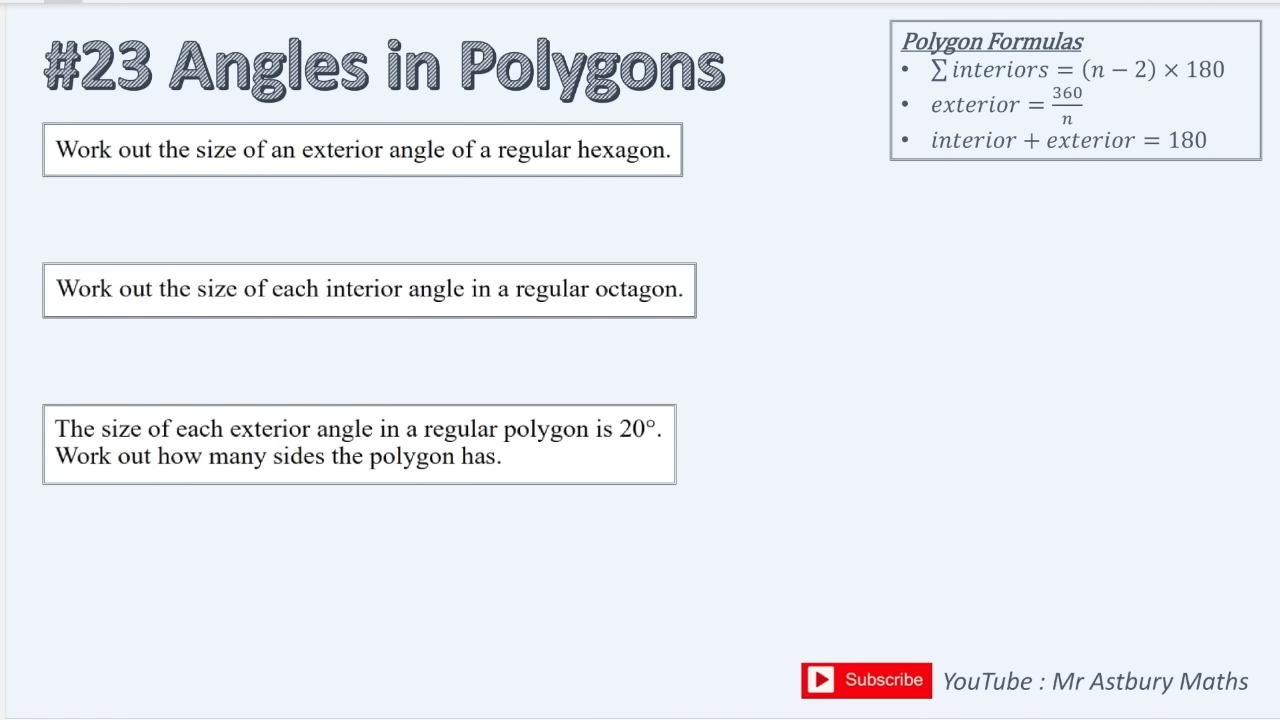 #23 Angles in Polygons
Polygon Formulas
• ∑ interiors = (n − 2) × 180
• exterior = 360/n
• interior + exterior = 180
Work out the size of an exterior angle of a regular hexagon.
Work out the size of each interior angle in a regular octagon.
The size of each exterior angle in a regular polygon is 20°.
Work out how many sides the polygon has.
Subscribe
YouTube : Mr Astbury Maths